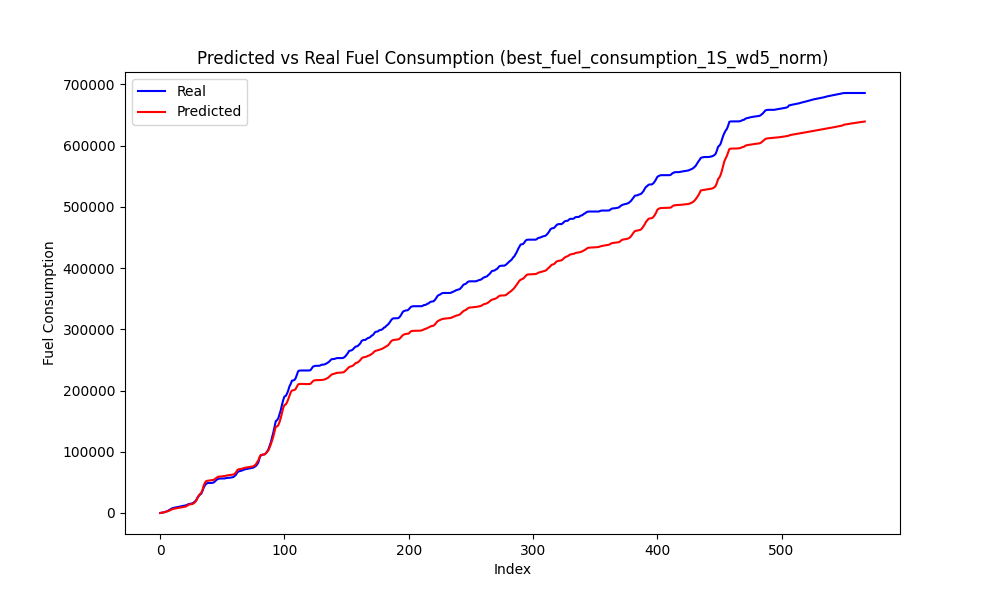 Predicted vs Real Fuel Consumption (best_fuel_consumption_1S_wd5_norm)
Real
Predicted
700000
600000
500000
400000
300000
200000
100000
0
Fuel Consumption
0 100 200 300 400 500
Index